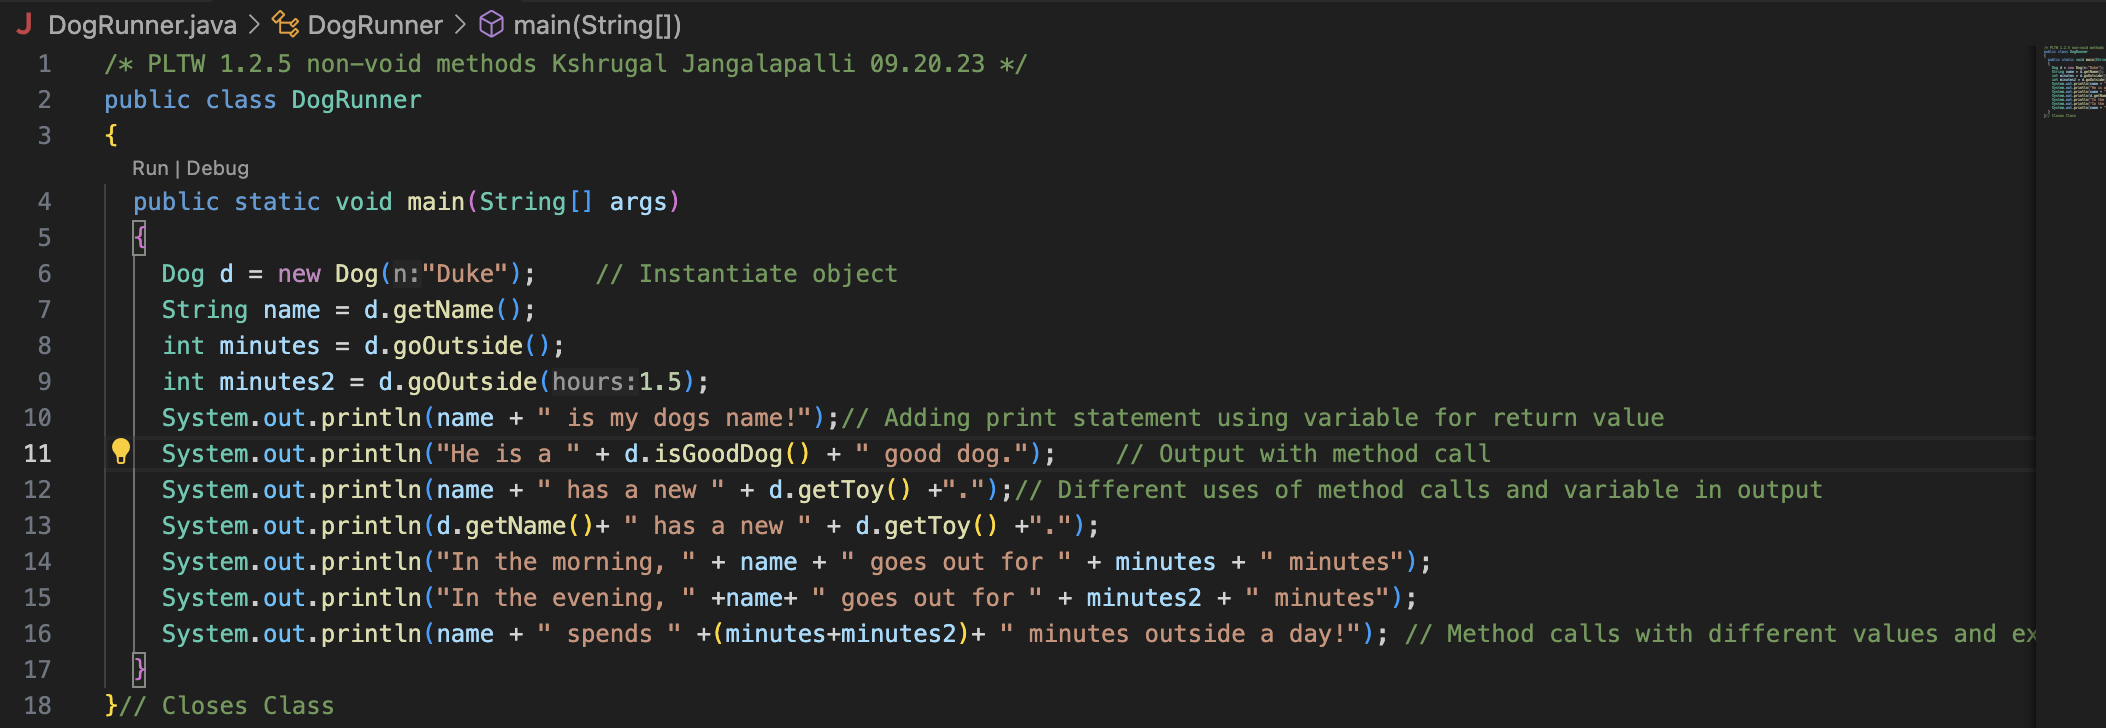 J DogRunner.java > DogRunner > main(String[])
1 /* PLTW 1.2.5 non-void methods Kshrugal Jangalapalli 09.20.23 */
2 public class DogRunner
3 {
Run | Debug
4 public static void main(String[] args)
5 {
6 Dog d = new Dog(n:"Duke"); // Instantiate object
7 String name = d.getName();
8 int minutes = d.goOutside();
9 int minutes2 = d.goOutside(hours:1.5);
10 System.out.println(name + " is my dogs name!");// Adding print statement using variable for return value
11 System.out.println("He is a " + d.isGoodDog() + " good dog."); // Output with method call
12 System.out.println(name + " has a new " + d.getToy() +".");// Different uses of method calls and variable in output
13 System.out.println(d.getName()+ " has a new " + d.getToy() +".");
14 System.out.println("In the morning, " + name + " goes out for " + minutes + " minutes");
15 System.out.println("In the evening, " +name+ " goes out for " + minutes2 + " minutes");
16 System.out.println(name + " spends " +(minutes+minutes2)+ " minutes outside a day!"); // Method calls with different values and ex
17 }
18 }// Closes Class